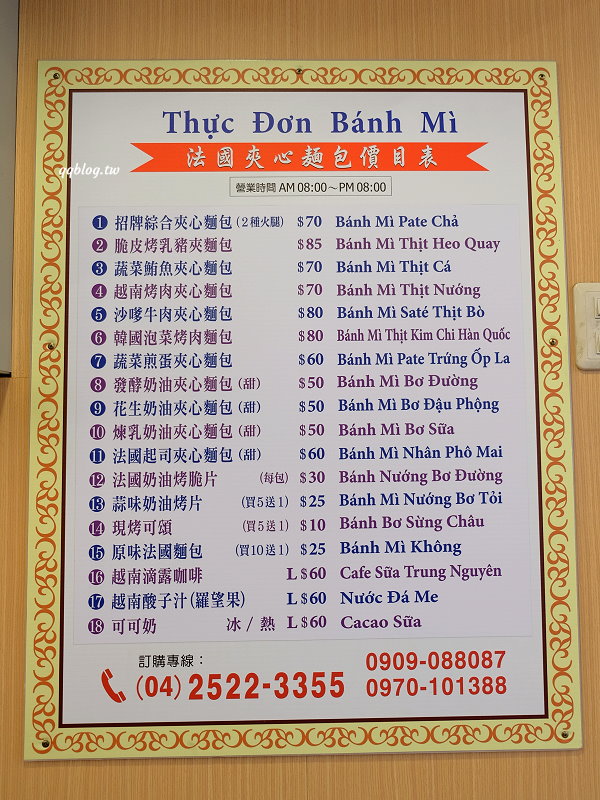 Thực Đơn Bánh Mì
法國夾心麵包價目表
qqblog.tw
營業時間 AM 08:00～PM 08:00
1 招牌綜合夾心麵包 (2種火腿) $70 Bánh Mì Pate Chả
2 脆皮烤乳豬夾麵包 $85 Bánh Mì Thịt Heo Quay
3 蔬菜鮪魚夾心麵包 $70 Bánh Mì Thịt Cá
4 越南烤肉夾心麵包 $70 Bánh Mì Thịt Nướng
5 沙嗲牛肉夾心麵包 $80 Bánh Mì Saté Thịt Bò
6 韓國泡菜烤肉麵包 $80 Bánh Mì Thịt Kim Chi Hàn Quốc
7 蔬菜煎蛋夾心麵包 $60 Bánh Mì Pate Trứng Ốp La
8 發酵奶油夾心麵包 (甜) $50 Bánh Mì Bơ Đường
9 花生奶油夾心麵包 (甜) $50 Bánh Mì Bơ Đậu Phộng
10 煉乳奶油夾心麵包 (甜) $50 Bánh Mì Bơ Sữa
11 法國起司夾心麵包 (甜) $60 Bánh Mì Nhân Phô Mai
12 法國奶油烤脆片 (每包) $30 Bánh Nướng Bơ Đường
13 蒜味奶油烤片 (買5送1) $25 Bánh Mì Nướng Bơ Tỏi
14 現烤可頌 (買5送1) $10 Bánh Bơ Sừng Châu
15 原味法國麵包 (買10送1) $25 Bánh Mì Không
16 越南滴露咖啡 L $60 Cafe Sữa Trung Nguyên
17 越南酸子汁(羅望果) L $60 Nước Đá Me
18 可可奶 冰 / 熱 L $60 Cacao Sữa
訂購專線：
(04) 2522-3355
0909-088087
0970-101388